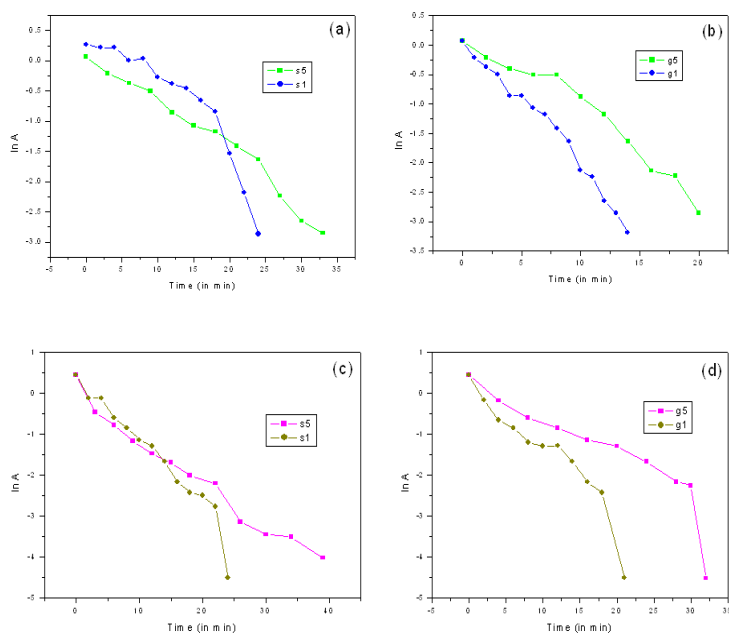 (a)
0.5
0.0
-0.5
-1.0
-1.5
-2.0
-2.5
-3.0
ln A
s5
s1
-5 0 5 10 15 20 25 30 35
Time (in min)
(b)
0.5
0.0
-0.5
-1.0
-1.5
-2.0
-2.5
-3.0
-3.5
ln A
g5
g1
0 5 10 15 20
Time (in min)
(c)
1
0
-1
-2
-3
-4
-5
ln A
s5
s1
0 10 20 30 40
Time (in min)
(d)
1
0
-1
-2
-3
-4
-5
ln A
g5
g1
-5 0 5 10 15 20 25 30 35
Time (in min)